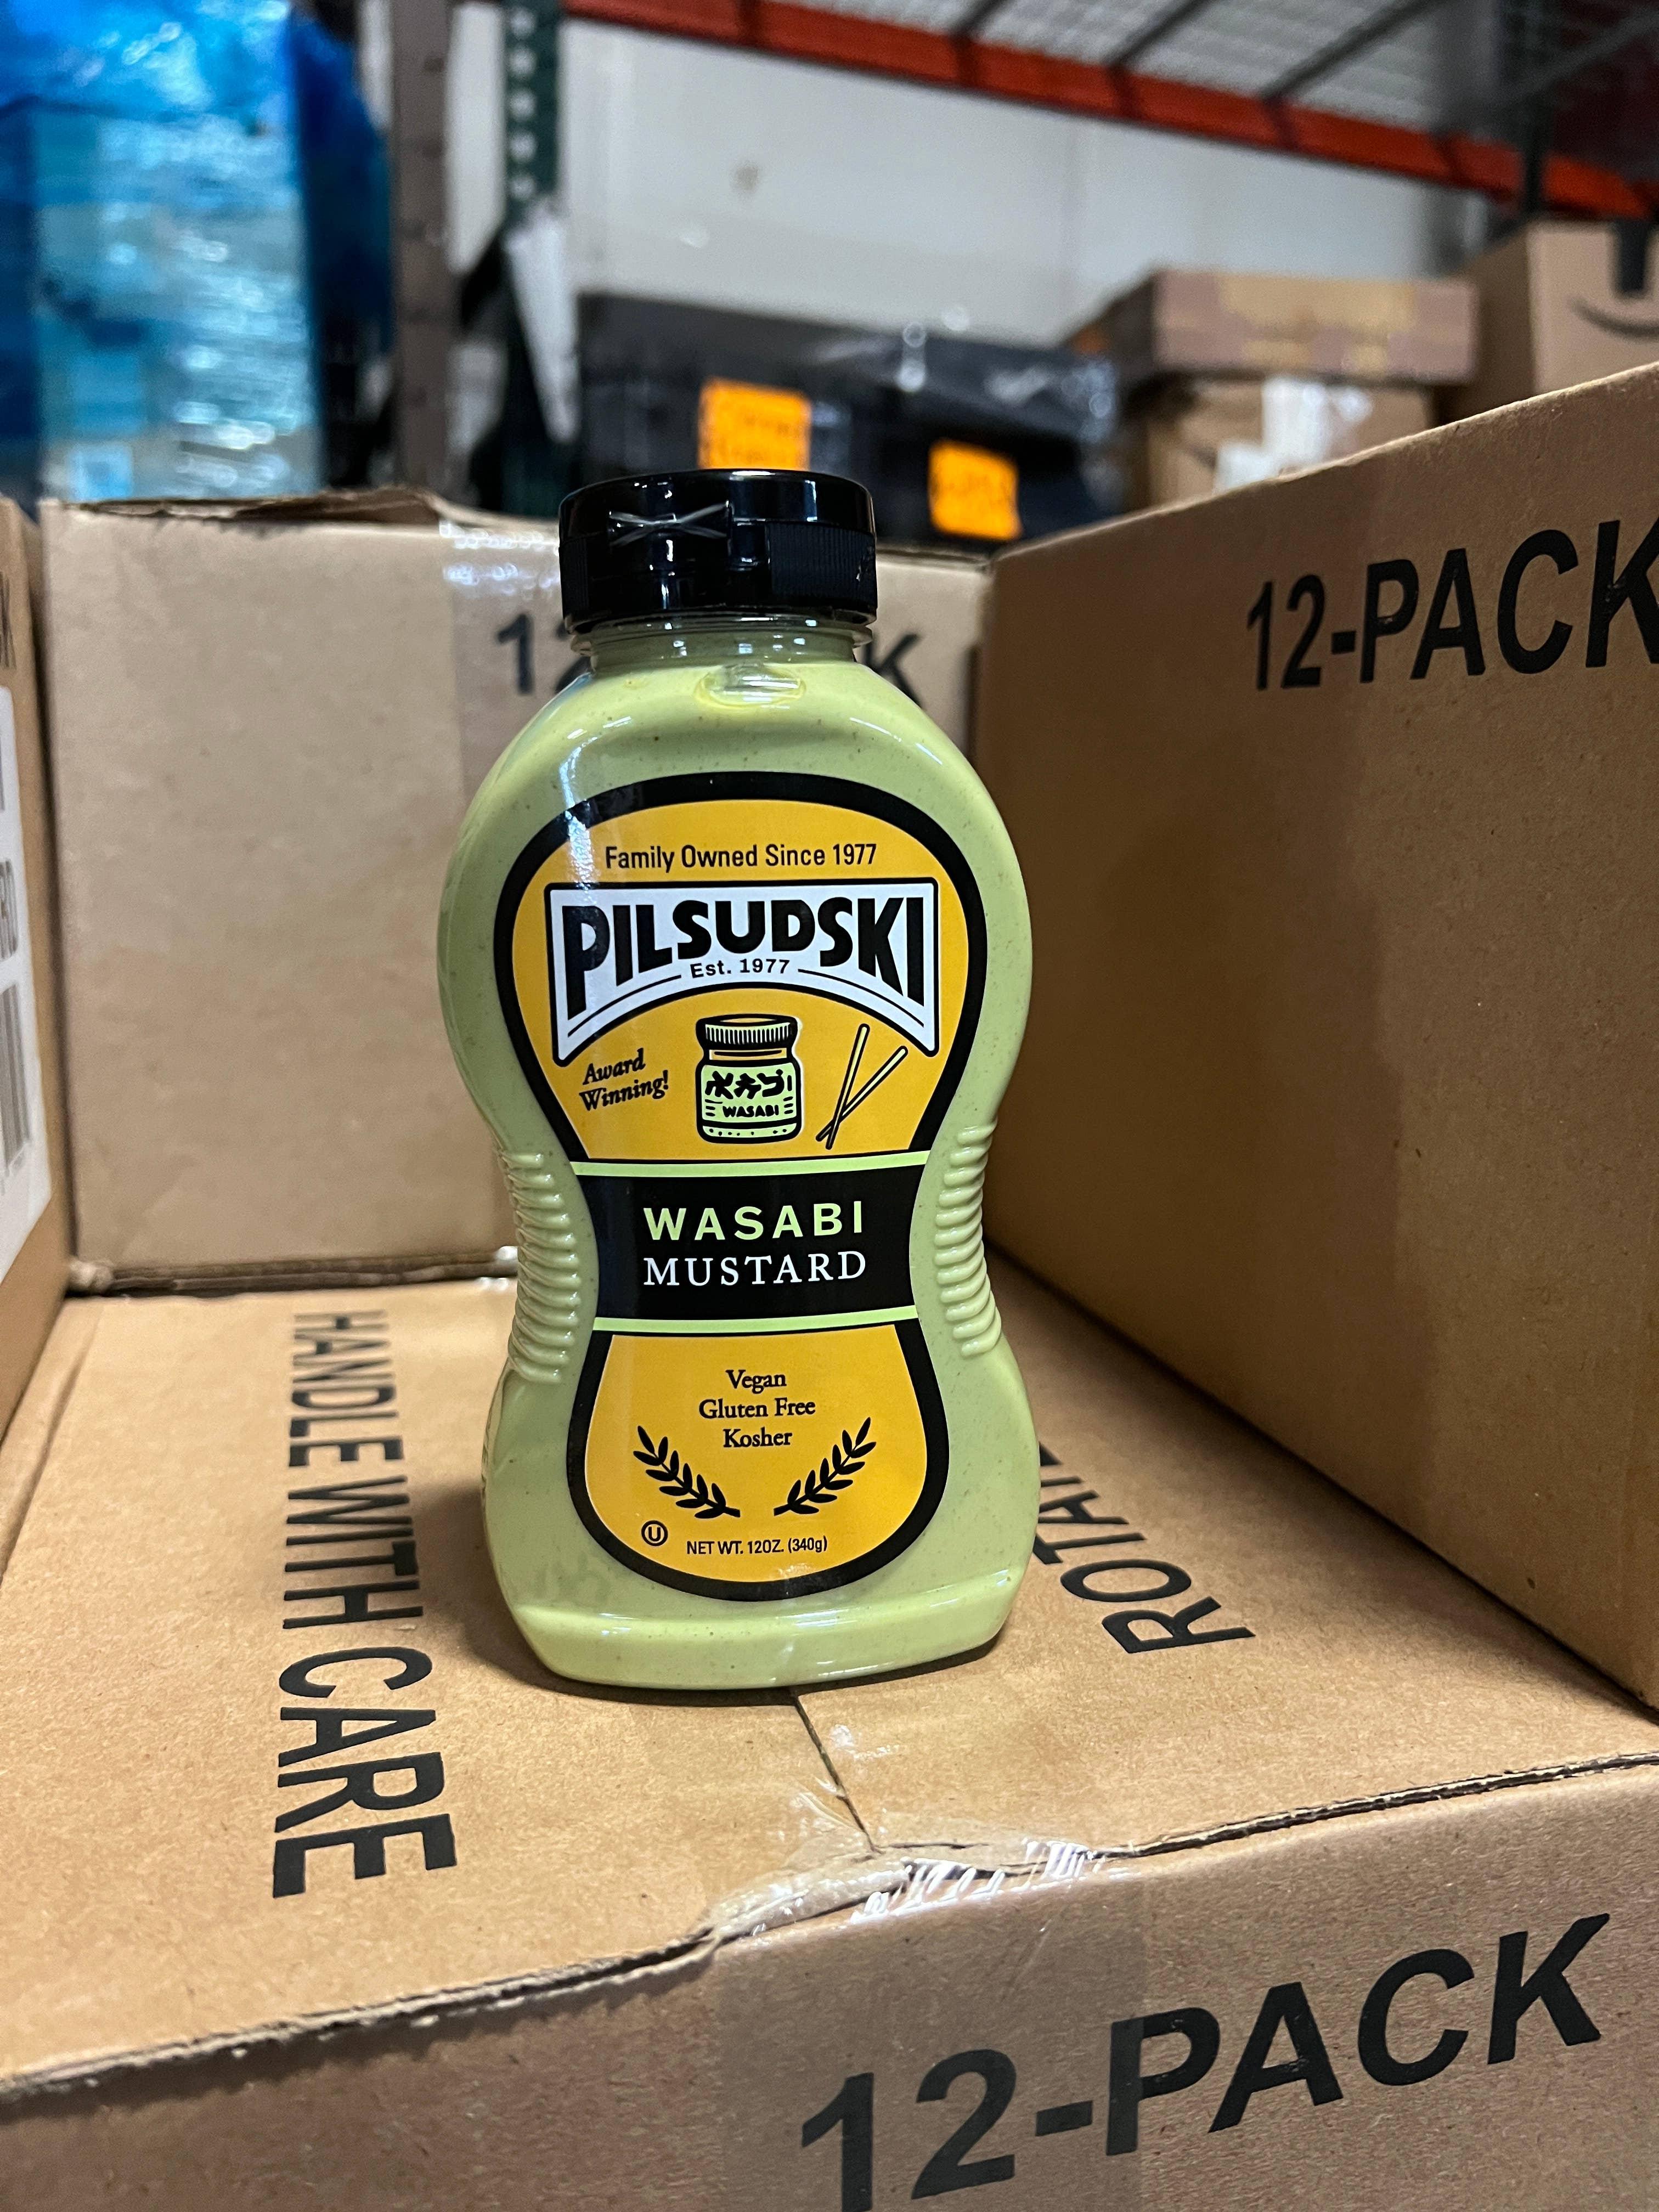 12-PACK
Family Owned Since 1977
PILSUDSKI
Est. 1977
Award
Winning!
WASABI
WASABI
MUSTARD
Vegan
Gluten Free
Kosher
U
NET WT. 12OZ. (340g)
HANDLE WITH CARE
12-PACK